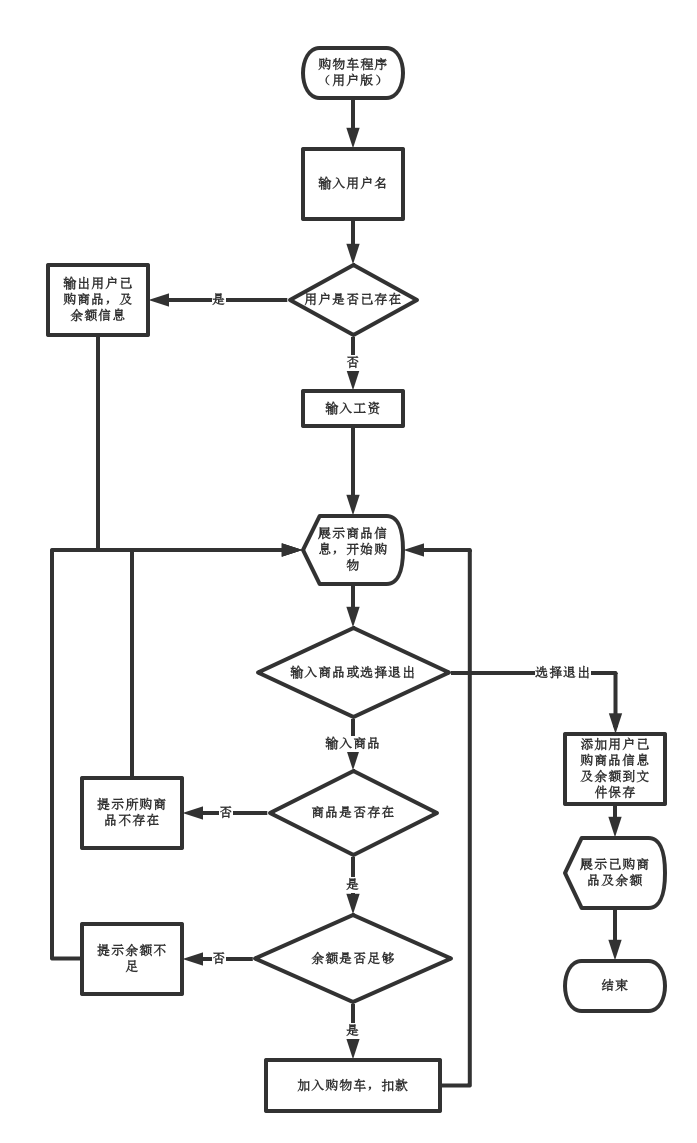 购物车程序
（用户版）
输入用户名
用户是否已存在
是
输出用户已
购商品，及
余额信息
否
输入工资
展示商品信
息，开始购
物
输入商品或选择退出
选择退出
输入商品
添加用户已
购商品信息
及余额到文
件保存
商品是否存在
否
提示所购商
品不存在
展示已购商
品及余额
是
余额是否足够
否
提示余额不
足
结束
是
加入购物车，扣款